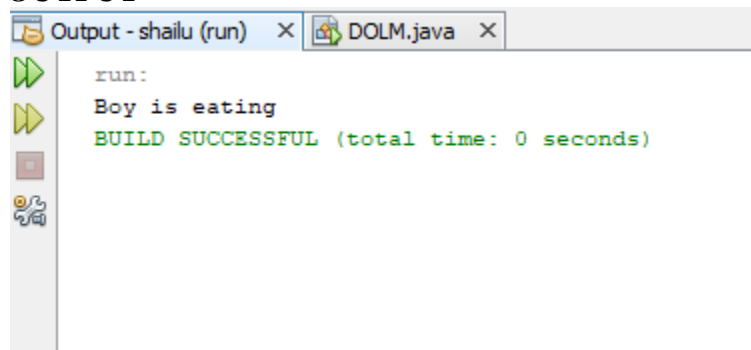 Output - shailu (run)
DOLM.java
run:
Boy is eating
BUILD SUCCESSFUL (total time: 0 seconds)